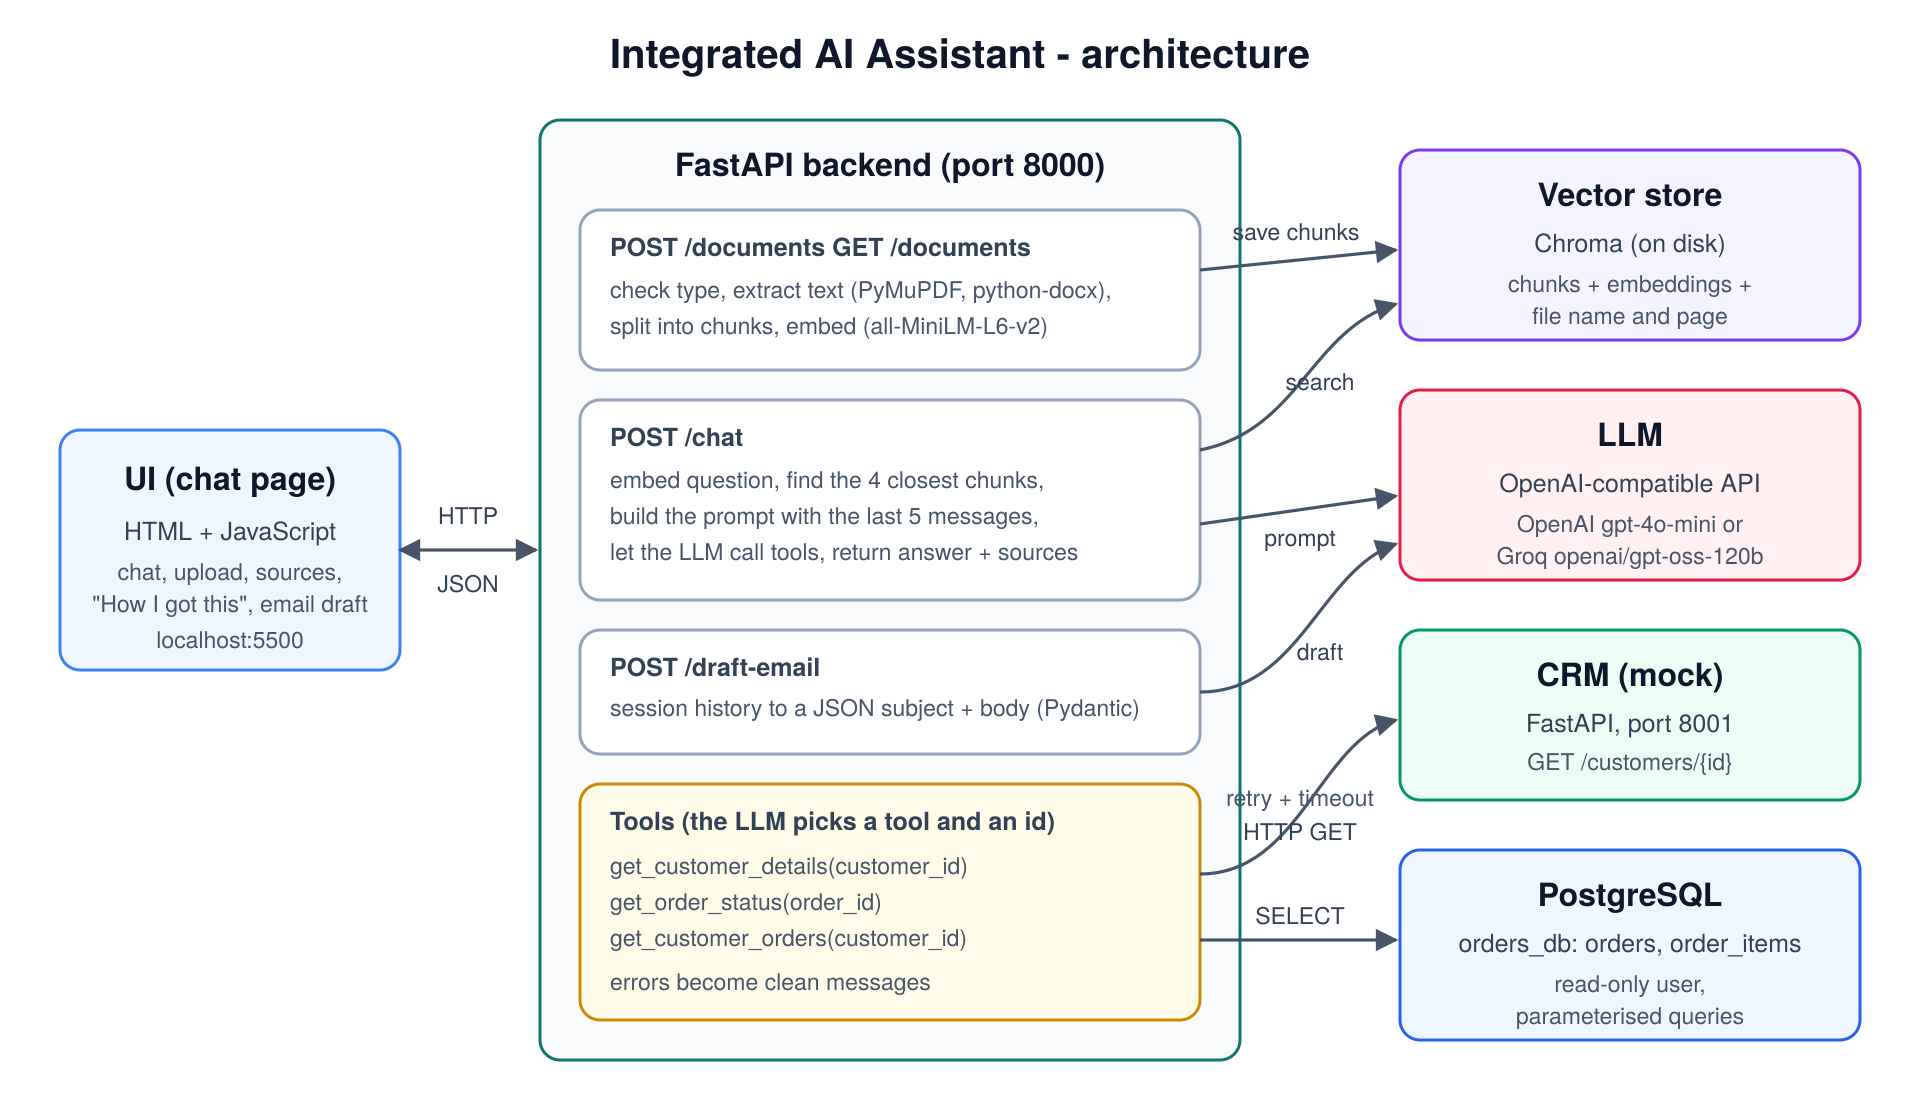 Integrated AI Assistant - architecture
UI (chat page)
HTML + JavaScript
chat, upload, sources,
"How I got this", email draft
localhost:5500
HTTP
JSON
FastAPI backend (port 8000)
POST /documents GET /documents
check type, extract text (PyMuPDF, python-docx),
split into chunks, embed (all-MiniLM-L6-v2)
POST /chat
embed question, find the 4 closest chunks,
build the prompt with the last 5 messages,
let the LLM call tools, return answer + sources
POST /draft-email
session history to a JSON subject + body (Pydantic)
Tools (the LLM picks a tool and an id)
get_customer_details(customer_id)
get_order_status(order_id)
get_customer_orders(customer_id)
errors become clean messages
save chunks
search
prompt
draft
retry + timeout
HTTP GET
SELECT
Vector store
Chroma (on disk)
chunks + embeddings +
file name and page
LLM
OpenAI-compatible API
OpenAI gpt-4o-mini or
Groq openai/gpt-oss-120b
CRM (mock)
FastAPI, port 8001
GET /customers/{id}
PostgreSQL
orders_db: orders, order_items
read-only user,
parameterised queries